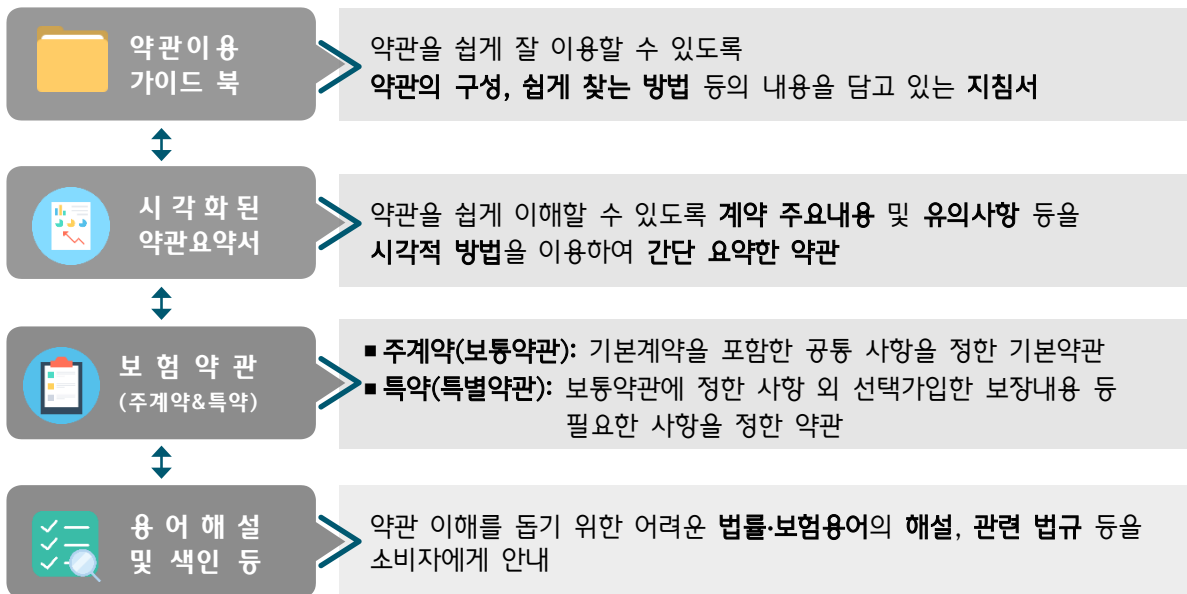 약관이용
가이드 북
약관을 쉽게 잘 이용할 수 있도록
약관의 구성, 쉽게 찾는 방법 등의 내용을 담고 있는 지침서
시 각 화 된
약관요약서
약관을 쉽게 이해할 수 있도록 계약 주요내용 및 유의사항 등을
시각적 방법을 이용하여 간단 요약한 약관
보 험 약 관
(주계약&특약)
▪ 주계약(보통약관): 기본계약을 포함한 공통 사항을 정한 기본약관
▪ 특약(특별약관): 보통약관에 정한 사항 외 선택가입한 보장내용 등
필요한 사항을 정한 약관
용 어 해 설
및 색인 등
약관 이해를 돕기 위한 어려운 법률·보험용어의 해설, 관련 법규 등을
소비자에게 안내